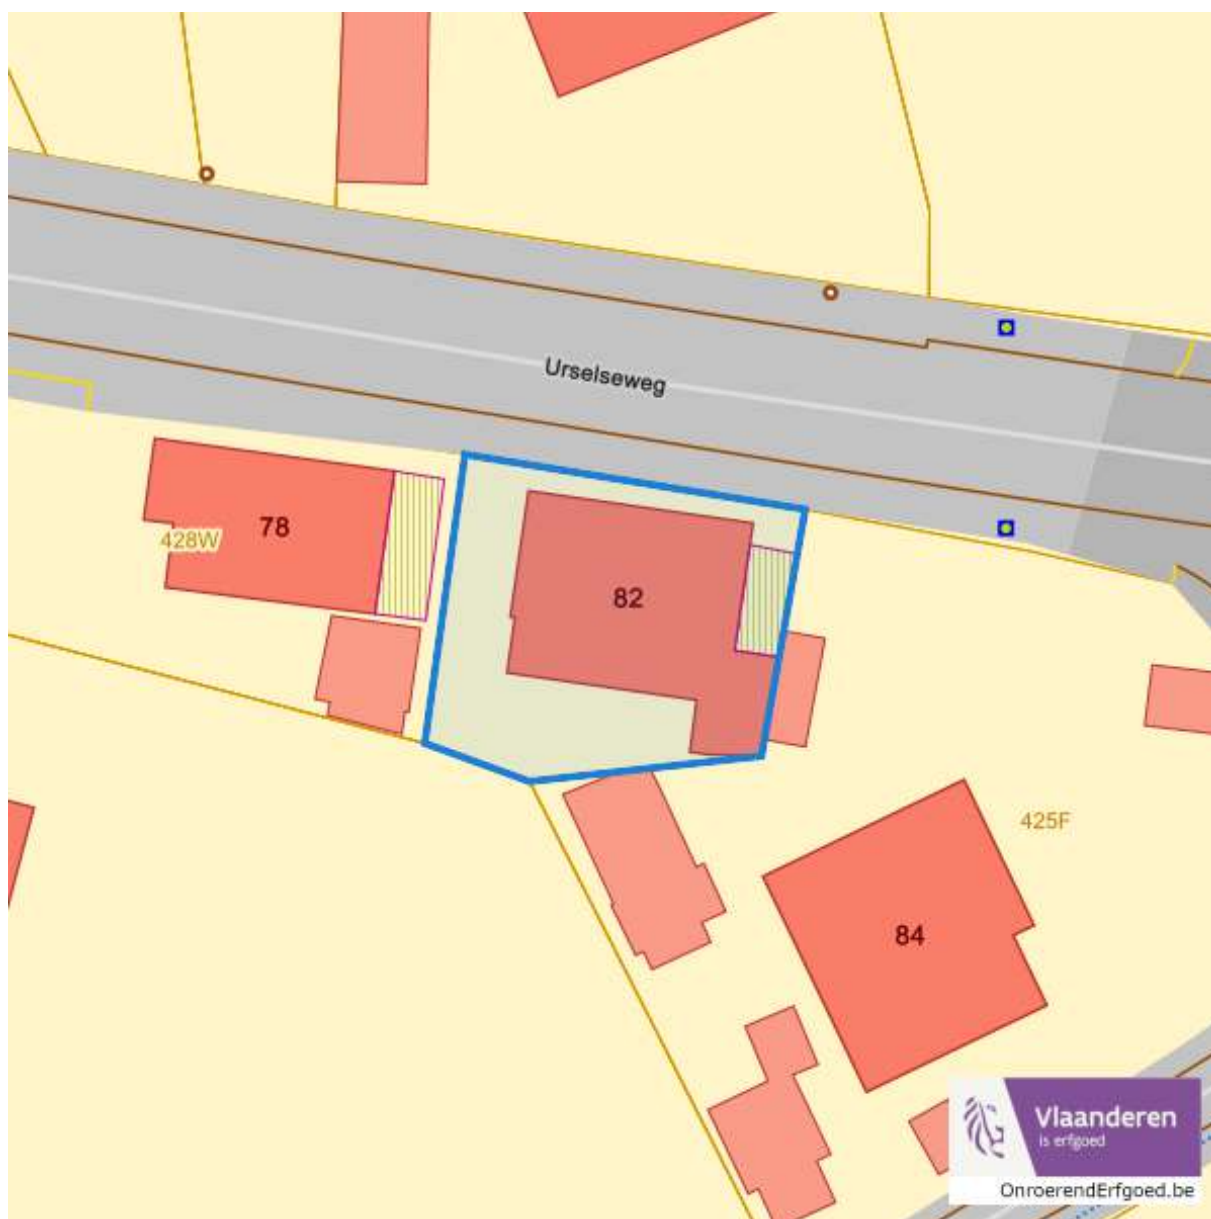 Urselseweg
78
428W
82
425F
84
Vlaanderen
is erfgoed
OnroerendErfgoed.be